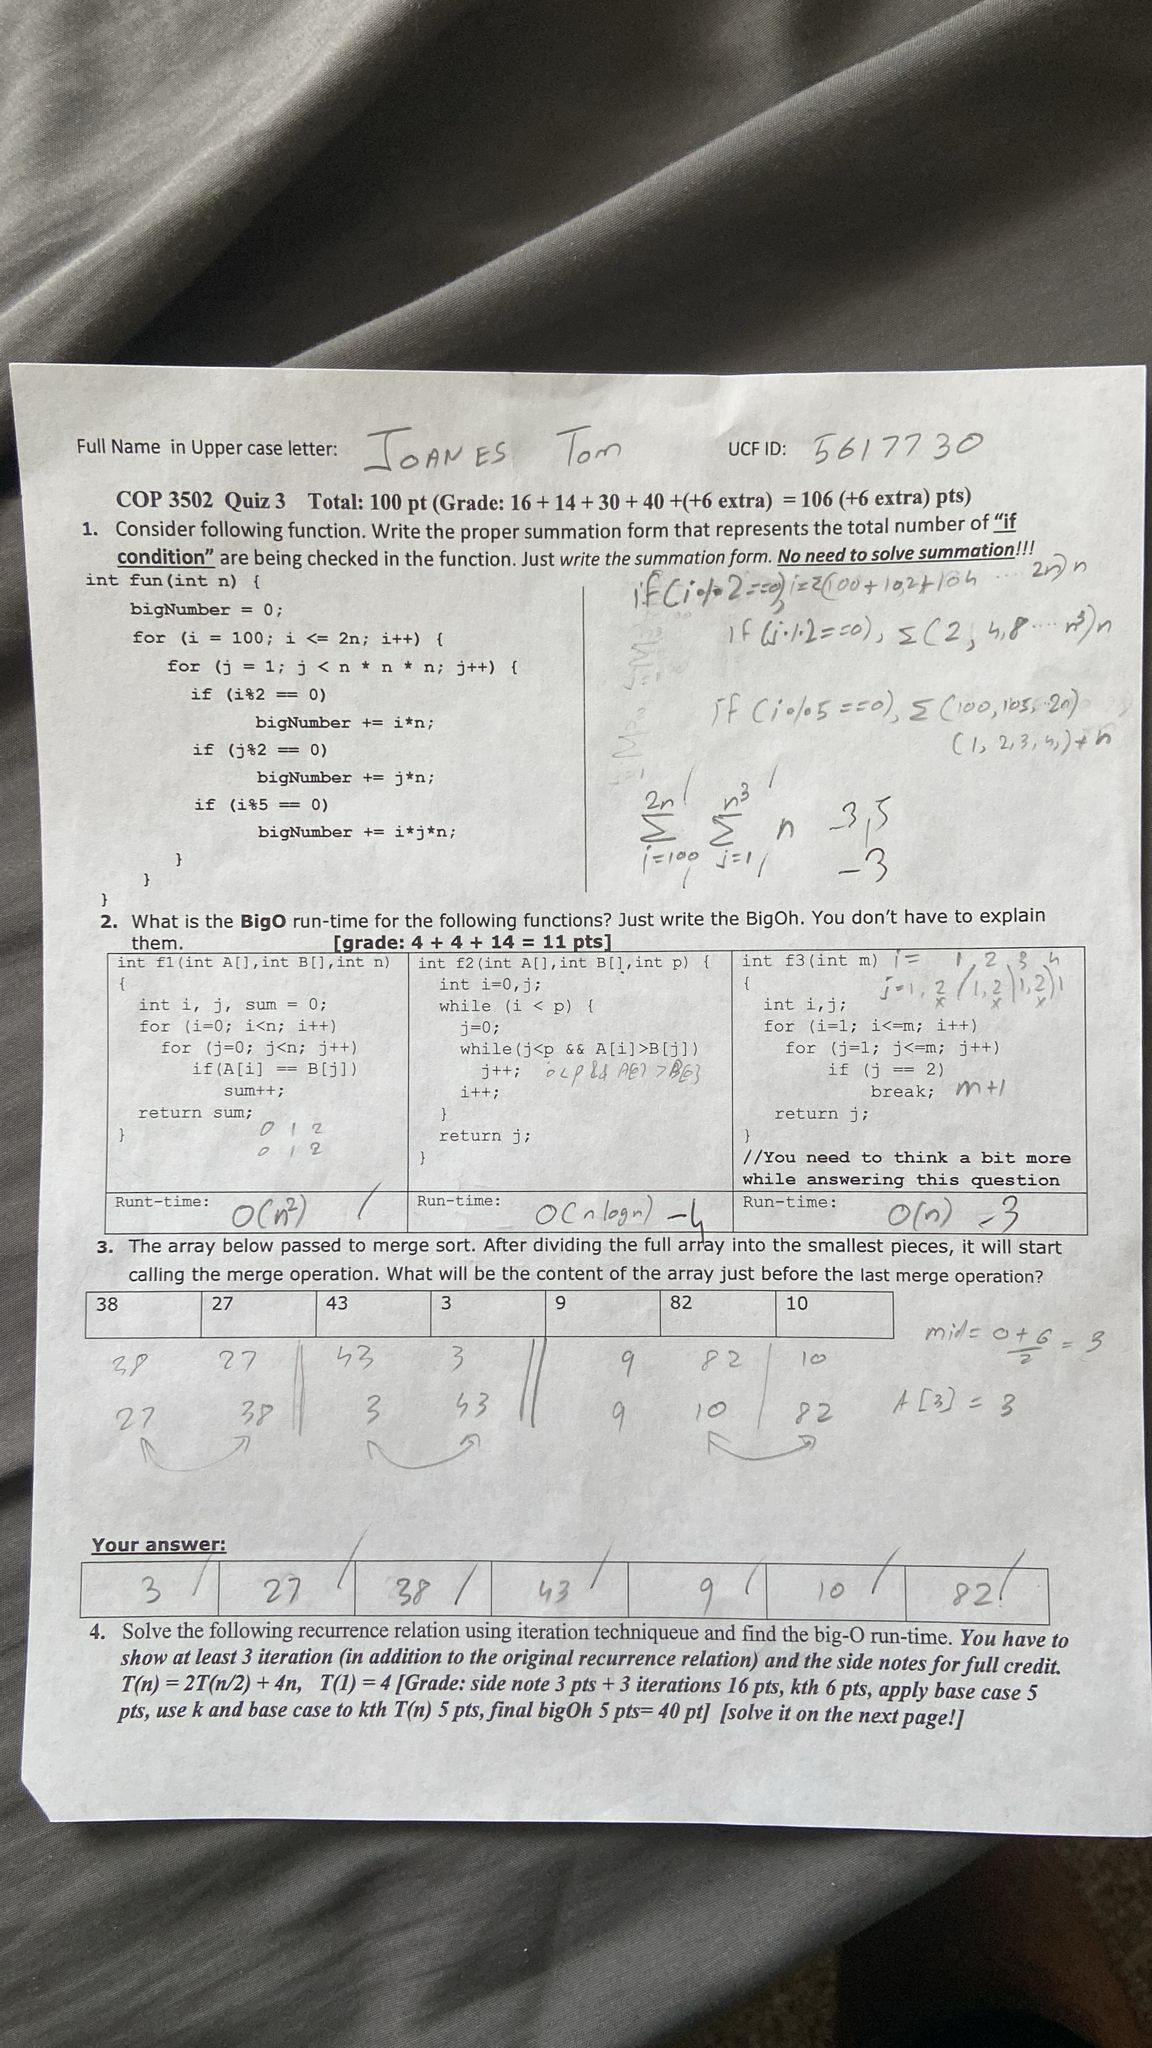 Full Name in Upper case letter: JOANES Tom UCF ID: 5617730
COP 3502 Quiz 3 Total: 100 pt (Grade: 16 + 14 + 30 + 40 +(+6 extra) = 106 (+6 extra) pts)
1. Consider following function. Write the proper summation form that represents the total number of “if
condition” are being checked in the function. Just write the summation form. No need to solve summation!!!
int fun(int n) {
bigNumber = 0;
for (i = 100; i <= 2n; i++) {
for (j = 1; j < n * n * n; j++) {
if (i%2 == 0)
bigNumber += i*n;
if (j%2 == 0)
bigNumber += j*n;
if (i%5 == 0)
bigNumber += i*j*n;
}
}
}
if (i%2==0) 2n) n
if (j%2==0), Σ(2, 4, 8 ... n³) n
if (i%5==0), Σ(100, 105, 2n)
(1, 2, 3, 4,) + n
2n n³
Σ Σ n -3,5
i=100 j=1 -3
2. What is the BigO run-time for the following functions? Just write the BigOh. You don’t have to explain
them. [grade: 4 + 4 + 14 = 11 pts]
int f1(int A[],int B[],int n)
{
int i, j, sum = 0;
for (i=0; i<n; i++)
for (j=0; j<n; j++)
if(A[i] == B[j])
sum++;
return sum;
}
0 1 2
0 1 2
Runt-time: O(n²)
int f2(int A[],int B[],int p) {
int i=0,j;
while (i < p) {
j=0;
while(j<p && A[i]>B[j])
j++; 0<p && A[0] >B[0]
i++;
}
return j;
}
Run-time: O(n logn) -4
int f3(int m) i= 1, 2 3 4
{ j=1, 2 / 1, 2 | 1, 2 | 1
x x x
int i,j;
for (i=1; i<=m; i++)
for (j=1; j<=m; j++)
if (j == 2)
break; m+1
return j;
}
//You need to think a bit more
while answering this question
Run-time: O(n) -3
3. The array below passed to merge sort. After dividing the full array into the smallest pieces, it will start
calling the merge operation. What will be the content of the array just before the last merge operation?
38 27 43 3 9 82 10
mid= 0+6/2 = 3
38 27 43 3 9 82 10
27 38 3 43 9 10 82 A[3] = 3
Your answer:
3 27 38 43 9 10 82
4. Solve the following recurrence relation using iteration techniqueue and find the big-O run-time. You have to
show at least 3 iteration (in addition to the original recurrence relation) and the side notes for full credit.
T(n) = 2T(n/2) + 4n, T(1) = 4 [Grade: side note 3 pts + 3 iterations 16 pts, kth 6 pts, apply base case 5
pts, use k and base case to kth T(n) 5 pts, final bigOh 5 pts= 40 pt] [solve it on the next page!]